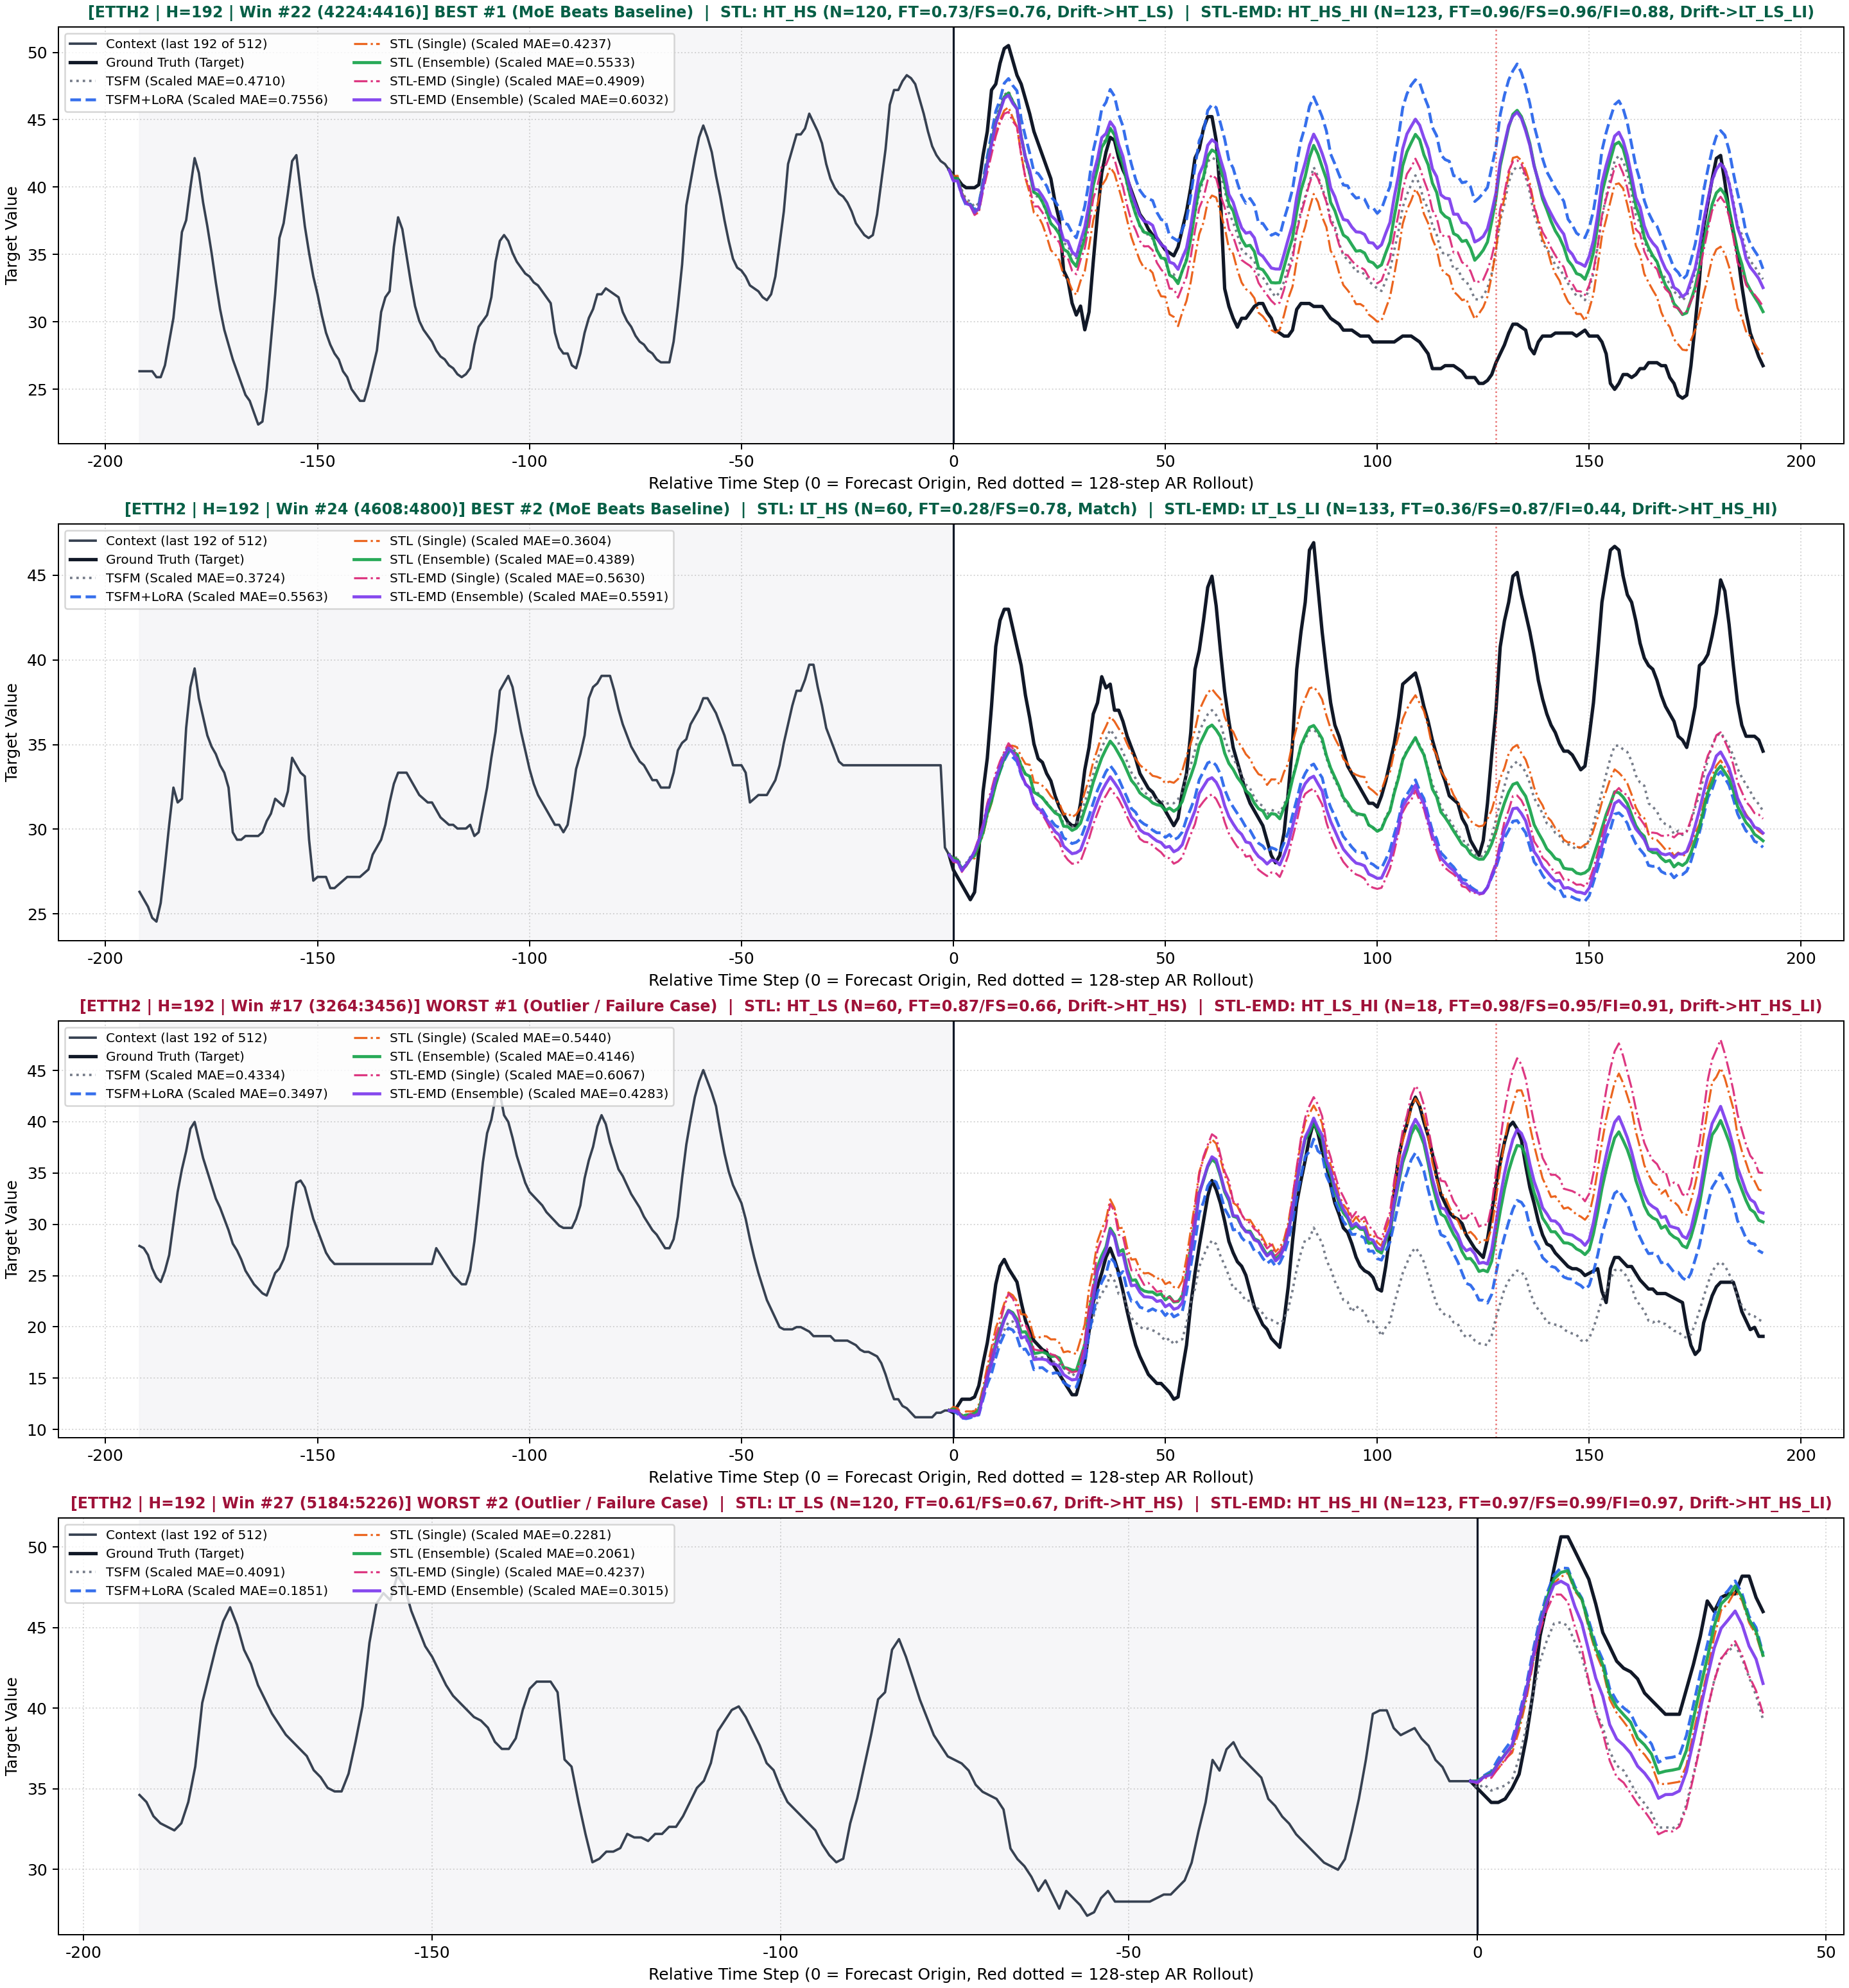 [ETTH2 | H=192 | Win #22 (4224:4416)] BEST #1 (MoE Beats Baseline) | STL: HT_HS (N=120, FT=0.73/FS=0.76, Drift->HT_LS) | STL-EMD: HT_HS_HI (N=123, FT=0.96/FS=0.96/FI=0.88, Drift->LT_LS_LI)
Context (last 192 of 512)
Ground Truth (Target)
TSFM (Scaled MAE=0.4710)
TSFM+LoRA (Scaled MAE=0.7556)
STL (Single) (Scaled MAE=0.4237)
STL (Ensemble) (Scaled MAE=0.5533)
STL-EMD (Single) (Scaled MAE=0.4909)
STL-EMD (Ensemble) (Scaled MAE=0.6032)
Target Value
50
45
40
35
30
25
-200 -150 -100 -50 0 50 100 150 200
Relative Time Step (0 = Forecast Origin, Red dotted = 128-step AR Rollout)
[ETTH2 | H=192 | Win #24 (4608:4800)] BEST #2 (MoE Beats Baseline) | STL: LT_HS (N=60, FT=0.28/FS=0.78, Match) | STL-EMD: LT_LS_LI (N=133, FT=0.36/FS=0.87/FI=0.44, Drift->HT_HS_HI)
Context (last 192 of 512)
Ground Truth (Target)
TSFM (Scaled MAE=0.3724)
TSFM+LoRA (Scaled MAE=0.5563)
STL (Single) (Scaled MAE=0.3604)
STL (Ensemble) (Scaled MAE=0.4389)
STL-EMD (Single) (Scaled MAE=0.5630)
STL-EMD (Ensemble) (Scaled MAE=0.5591)
Target Value
45
40
35
30
25
-200 -150 -100 -50 0 50 100 150 200
Relative Time Step (0 = Forecast Origin, Red dotted = 128-step AR Rollout)
[ETTH2 | H=192 | Win #17 (3264:3456)] WORST #1 (Outlier / Failure Case) | STL: HT_LS (N=60, FT=0.87/FS=0.66, Drift->HT_HS) | STL-EMD: HT_LS_HI (N=18, FT=0.98/FS=0.95/FI=0.91, Drift->HT_HS_LI)
Context (last 192 of 512)
Ground Truth (Target)
TSFM (Scaled MAE=0.4334)
TSFM+LoRA (Scaled MAE=0.3497)
STL (Single) (Scaled MAE=0.5440)
STL (Ensemble) (Scaled MAE=0.4146)
STL-EMD (Single) (Scaled MAE=0.6067)
STL-EMD (Ensemble) (Scaled MAE=0.4283)
Target Value
45
40
35
30
25
20
15
10
-200 -150 -100 -50 0 50 100 150 200
Relative Time Step (0 = Forecast Origin, Red dotted = 128-step AR Rollout)
[ETTH2 | H=192 | Win #27 (5184:5226)] WORST #2 (Outlier / Failure Case) | STL: LT_LS (N=120, FT=0.61/FS=0.67, Drift->HT_HS) | STL-EMD: HT_HS_HI (N=123, FT=0.97/FS=0.99/FI=0.97, Drift->HT_HS_LI)
Context (last 192 of 512)
Ground Truth (Target)
TSFM (Scaled MAE=0.4091)
TSFM+LoRA (Scaled MAE=0.1851)
STL (Single) (Scaled MAE=0.2281)
STL (Ensemble) (Scaled MAE=0.2061)
STL-EMD (Single) (Scaled MAE=0.4237)
STL-EMD (Ensemble) (Scaled MAE=0.3015)
Target Value
50
45
40
35
30
-200 -150 -100 -50 0 50
Relative Time Step (0 = Forecast Origin, Red dotted = 128-step AR Rollout)